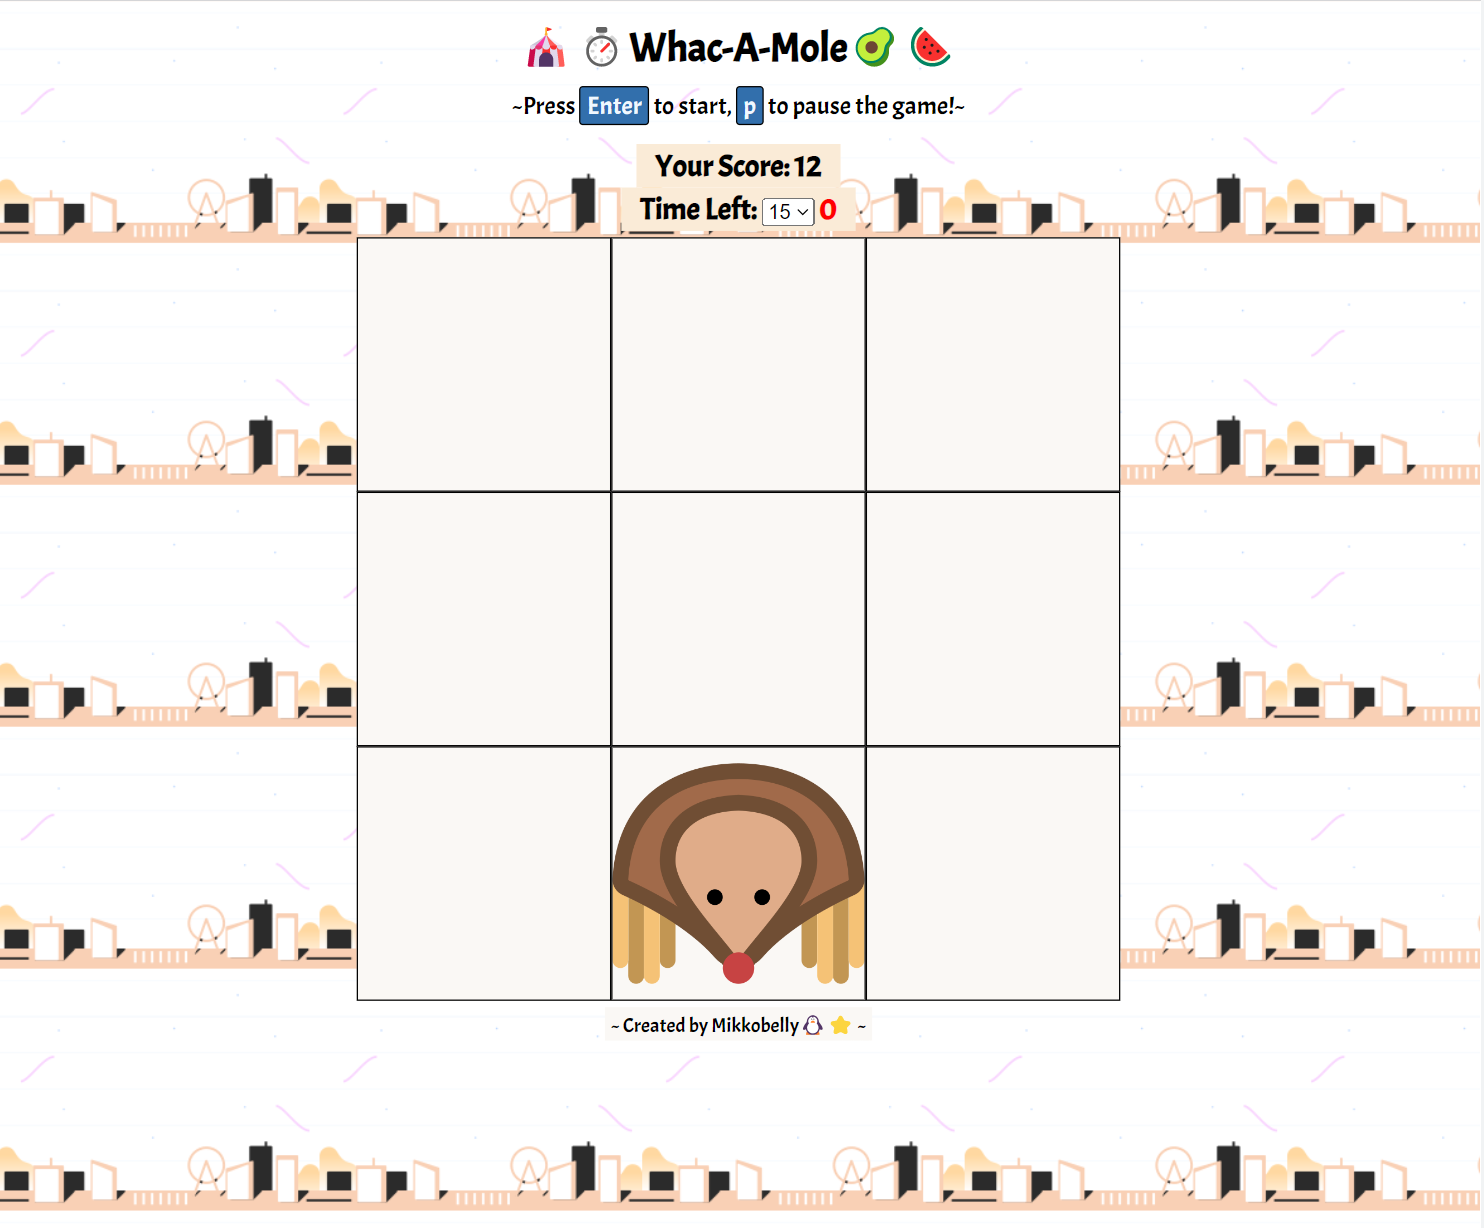 Whac-A-Mole
~Press Enter to start, p to pause the game!~
Your Score: 12
Time Left: 15 0
~ Created by Mikkobelly ~